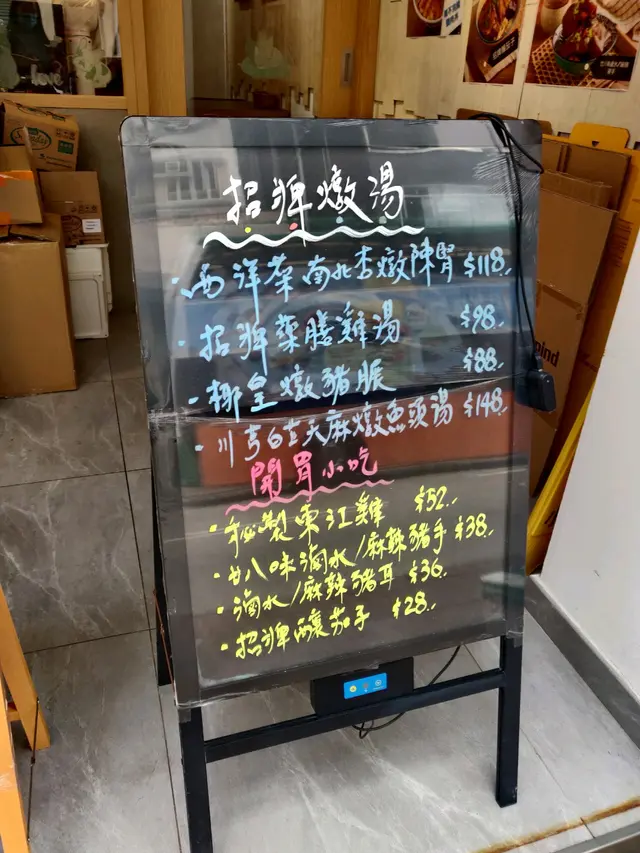 招牌燉湯
·西洋菜南北杏燉陳腎 $118.
·招牌藥膳雞湯 $98.
·椰皇燉豬𦟌 $88.
·川芎白芷天麻燉魚頭湯 $148.
開胃小吃
·秘製東江雞 $52.
·廿八味滷水/麻辣豬手 $38.
·滷水/麻辣豬耳 $36.
·招牌釀茄子 $28.
love